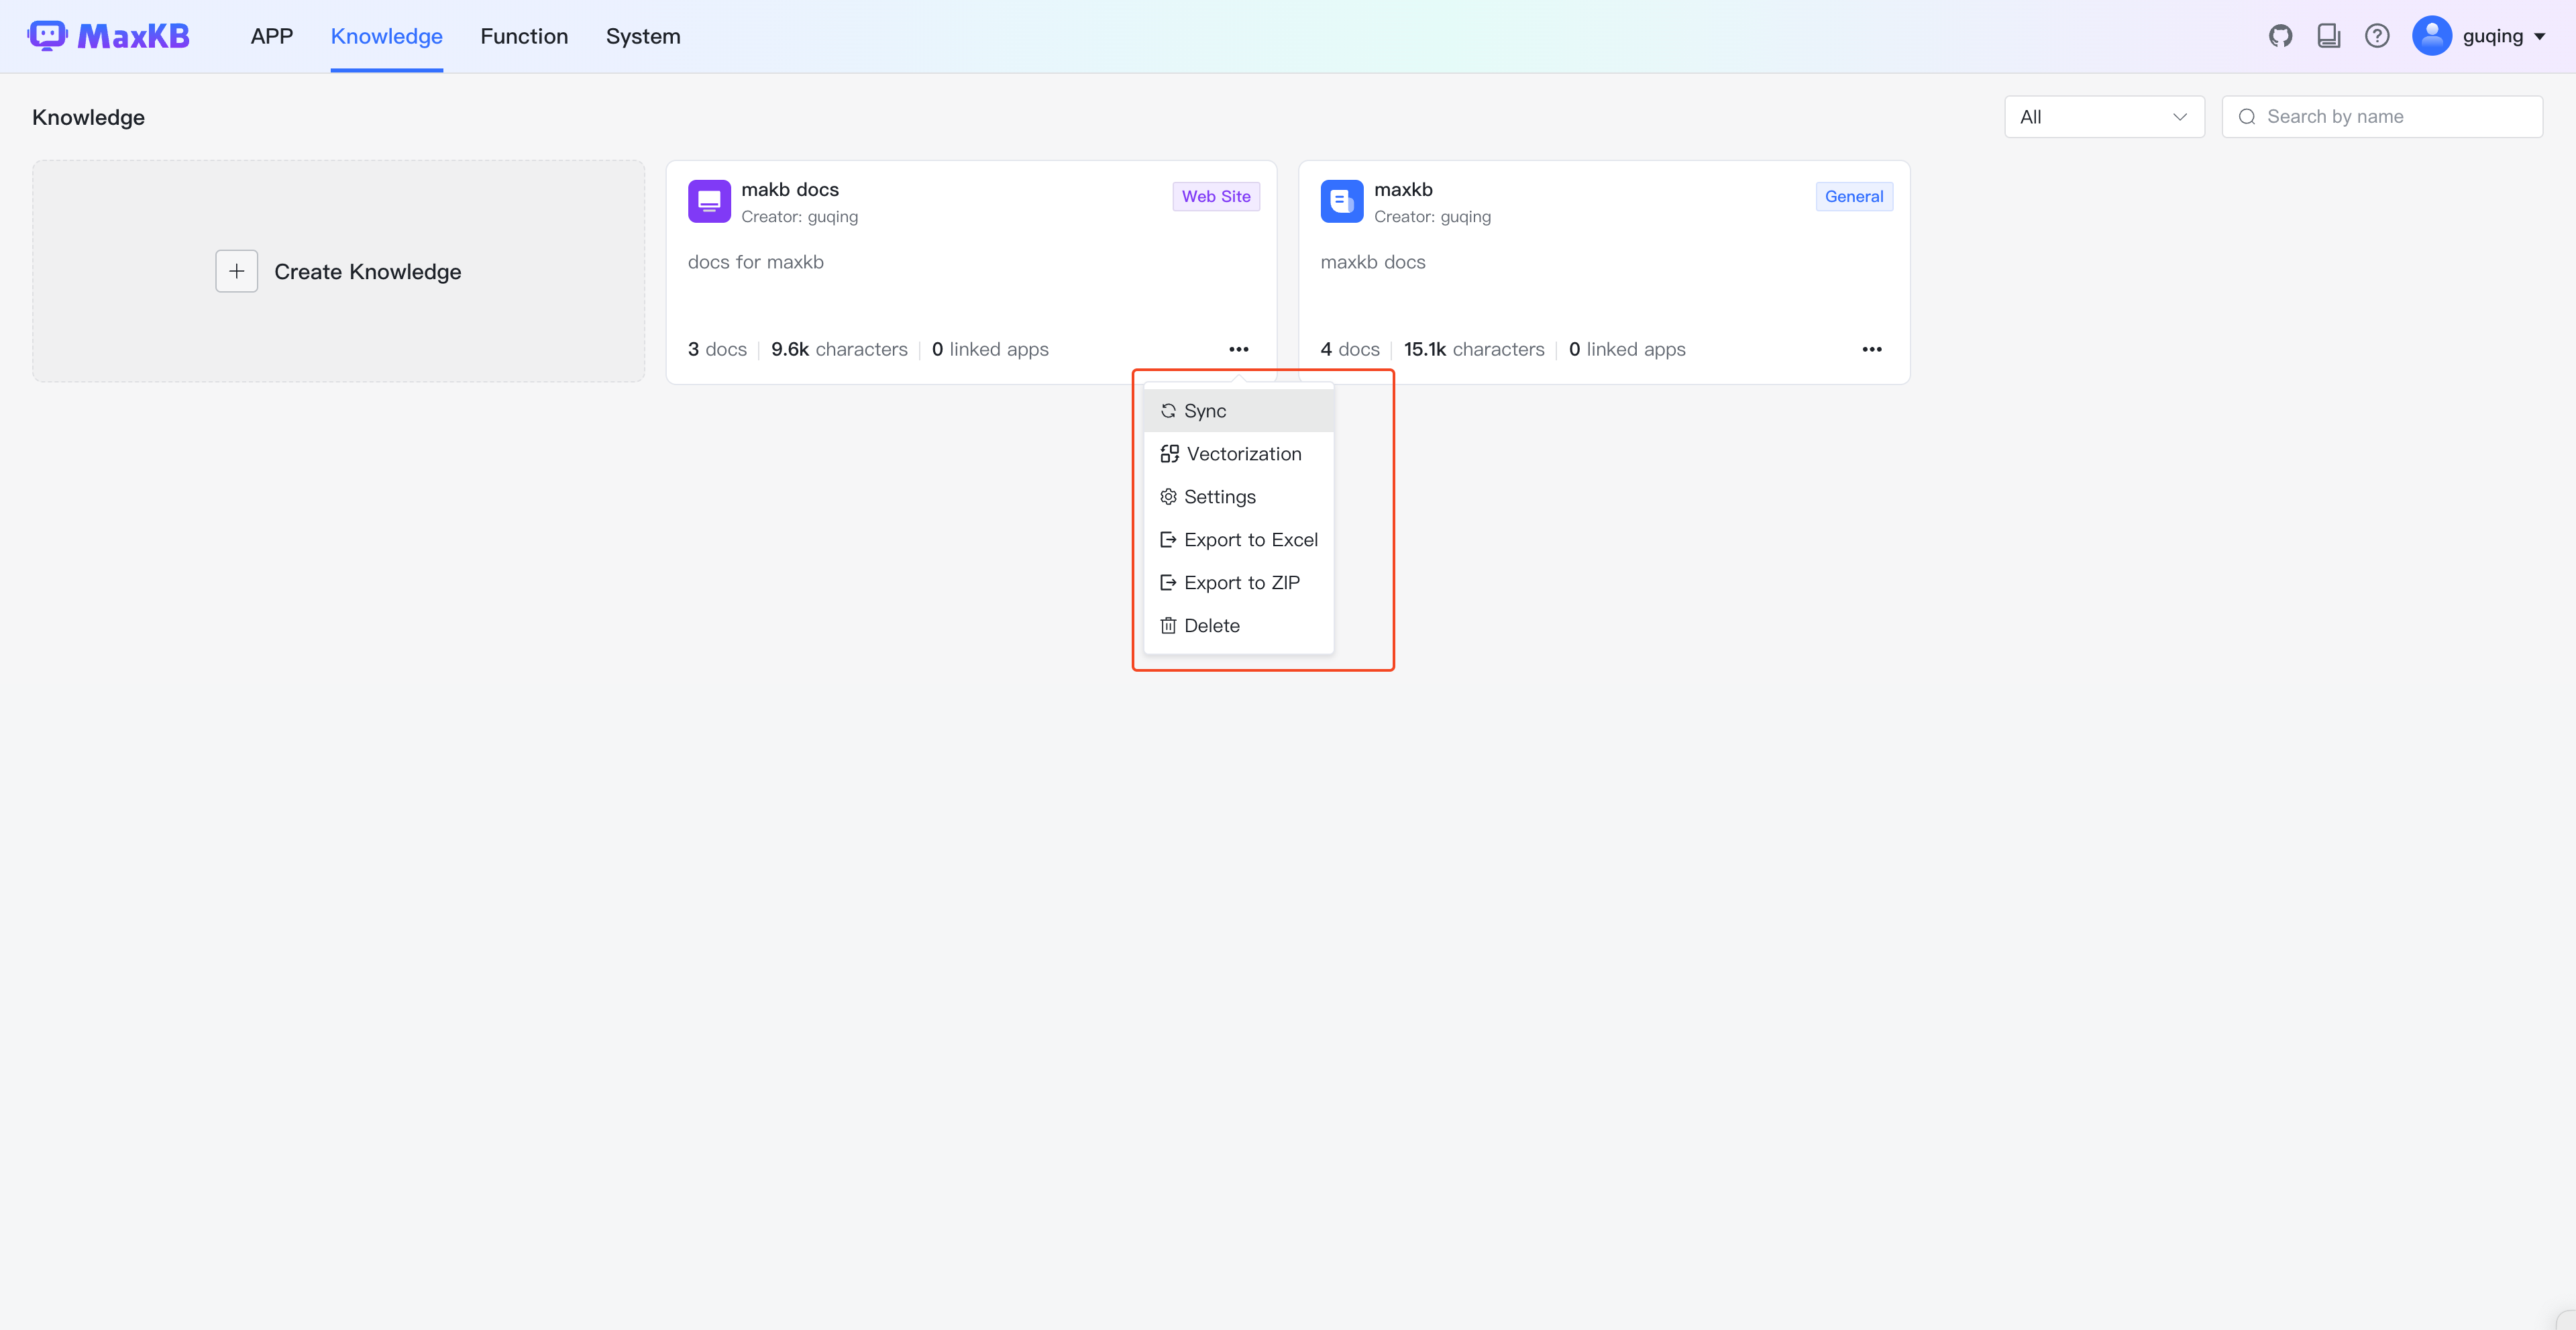 MaxKB APP Knowledge Function System guqing
Knowledge All Search by name
Create Knowledge
makb docs Web Site
Creator: guqing
docs for maxkb
3 docs 9.6k characters 0 linked apps
maxkb General
Creator: guqing
maxkb docs
4 docs 15.1k characters 0 linked apps
Sync
Vectorization
Settings
Export to Excel
Export to ZIP
Delete